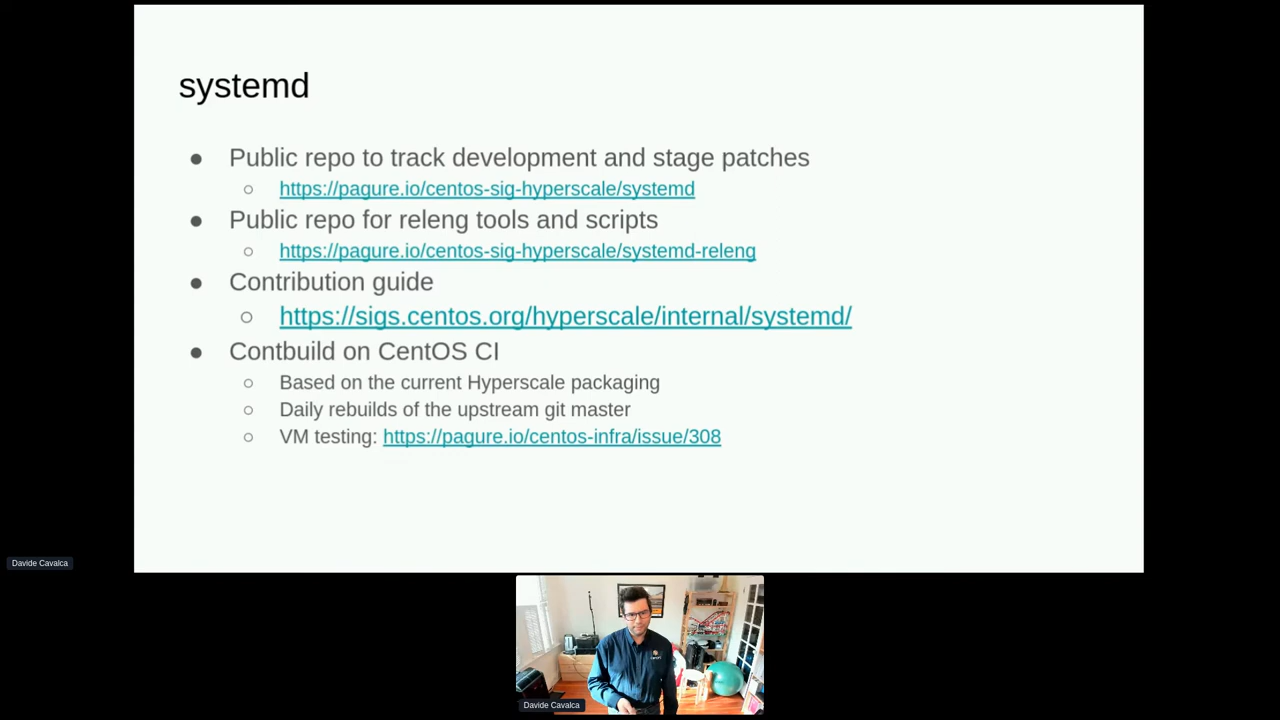 systemd
● Public repo to track development and stage patches
○ https://pagure.io/centos-sig-hyperscale/systemd
● Public repo for releng tools and scripts
○ https://pagure.io/centos-sig-hyperscale/systemd-releng
● Contribution guide
○ https://sigs.centos.org/hyperscale/internal/systemd/
● Contbuild on CentOS CI
○ Based on the current Hyperscale packaging
○ Daily rebuilds of the upstream git master
○ VM testing: https://pagure.io/centos-infra/issue/308
Davide Cavalca
Davide Cavalca